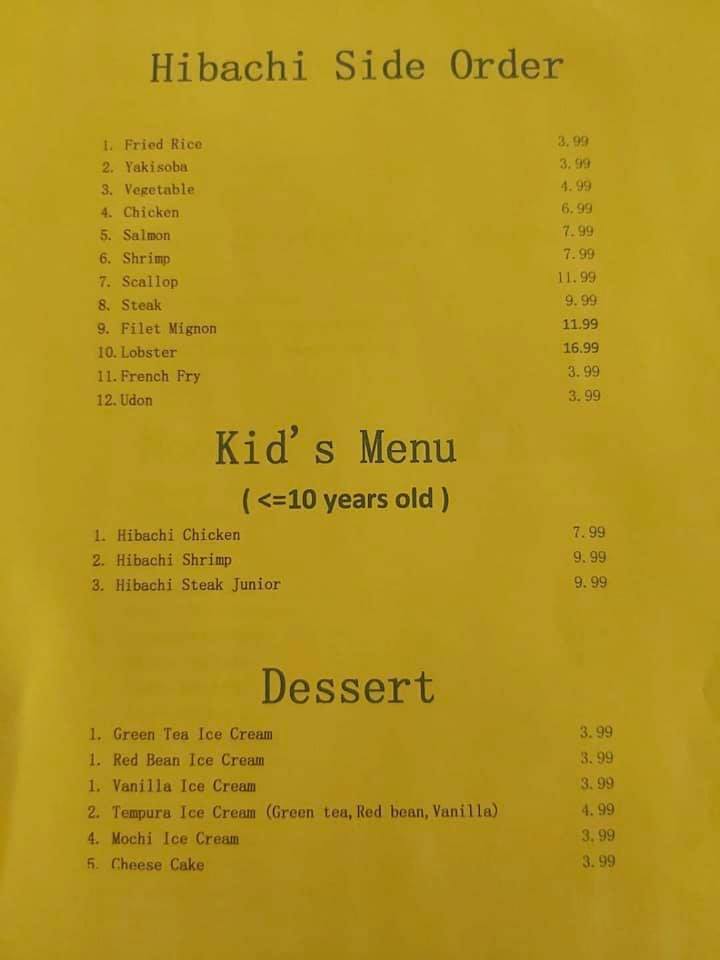 Hibachi Side Order
1. Fried Rice 3.99
2. Yakisoba 3.99
3. Vegetable 4.99
4. Chicken 6.99
5. Salmon 7.99
6. Shrimp 7.99
7. Scallop 11.99
8. Steak 9.99
9. Filet Mignon 11.99
10. Lobster 16.99
11. French Fry 3.99
12. Udon 3.99
Kid's Menu
( <=10 years old )
1. Hibachi Chicken 7.99
2. Hibachi Shrimp 9.99
3. Hibachi Steak Junior 9.99
Dessert
1. Green Tea Ice Cream 3.99
1. Red Bean Ice Cream 3.99
1. Vanilla Ice Cream 3.99
2. Tempura Ice Cream (Green tea, Red bean, Vanilla) 4.99
4. Mochi Ice Cream 3.99
5. Cheese Cake 3.99